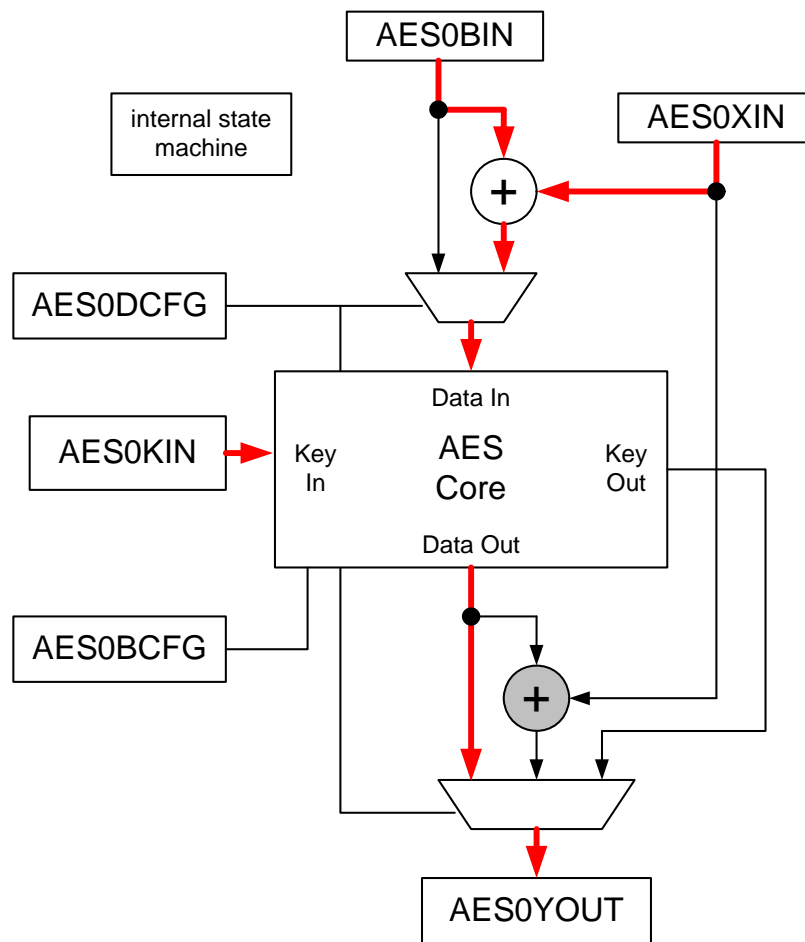 AES0BIN
internal state
machine
AES0XIN
+
AES0DCFG
Data In
AES0KIN
Key
In
AES
Core
Key
Out
Data Out
AES0BCFG
+
AES0YOUT